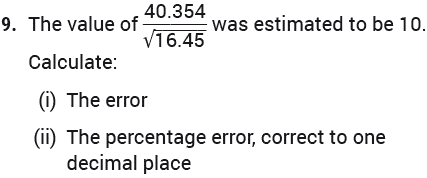 9. The value of 40.354/√16.45 was estimated to be 10.
Calculate:
(i) The error
(ii) The percentage error, correct to one
decimal place